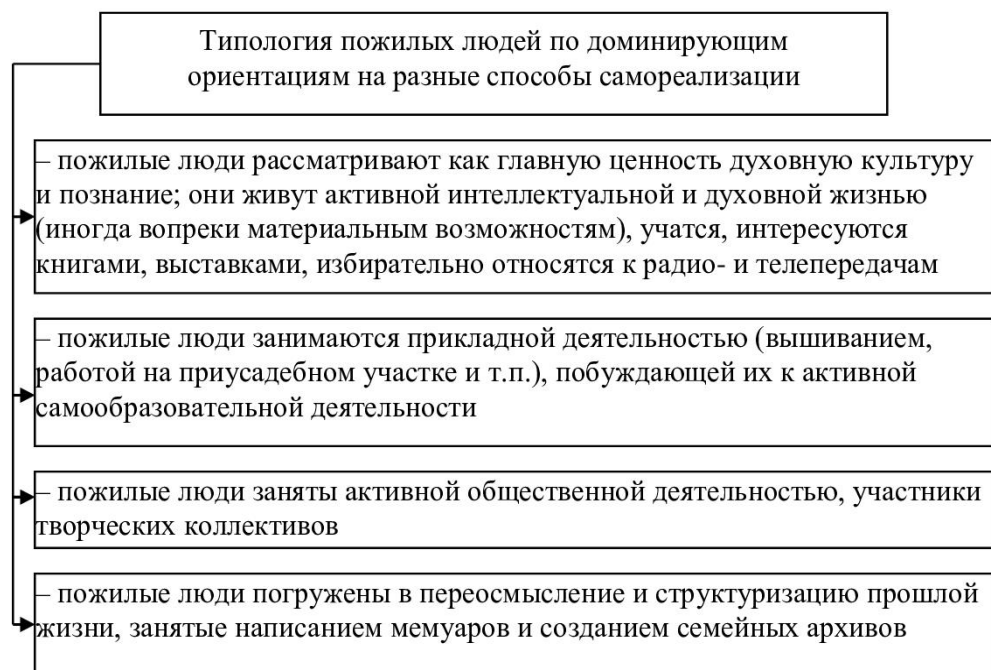 Типология пожилых людей по доминирующим
ориентациям на разные способы самореализации
– пожилые люди рассматривают как главную ценность духовную культуру
и познание; они живут активной интеллектуальной и духовной жизнью
(иногда вопреки материальным возможностям), учатся, интересуются
книгами, выставками, избирательно относятся к радио- и телепередачам
– пожилые люди занимаются прикладной деятельностью (вышиванием,
работой на приусадебном участке и т.п.), побуждающей их к активной
самообразовательной деятельности
– пожилые люди заняты активной общественной деятельностью, участники
творческих коллективов
– пожилые люди погружены в переосмысление и структуризацию прошлой
жизни, занятые написанием мемуаров и созданием семейных архивов